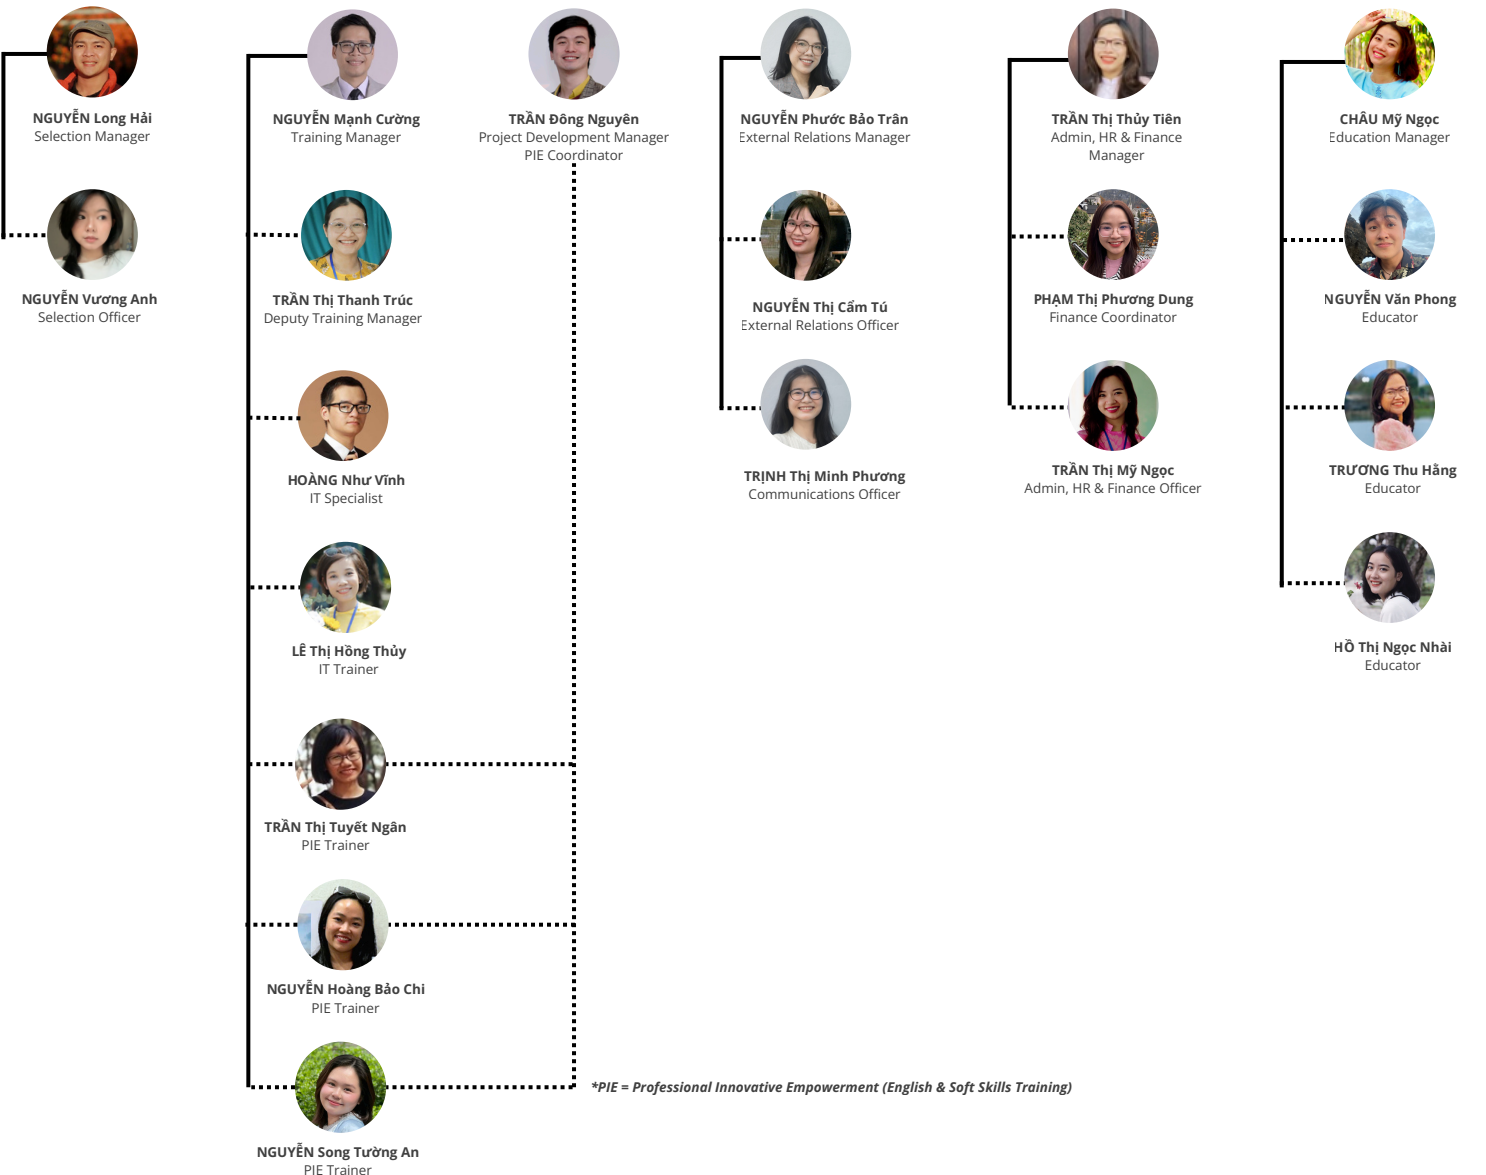 NGUYỄN Long Hải
Selection Manager
NGUYỄN Vương Anh
Selection Officer
NGUYỄN Mạnh Cường
Training Manager
TRẦN Thị Thanh Trúc
Deputy Training Manager
HOÀNG Như Vĩnh
IT Specialist
LÊ Thị Hồng Thủy
IT Trainer
TRẦN Thị Tuyết Ngân
PIE Trainer
NGUYỄN Hoàng Bảo Chi
PIE Trainer
NGUYỄN Song Tường An
PIE Trainer
TRẦN Đông Nguyên
Project Development Manager
PIE Coordinator
*PIE = Professional Innovative Empowerment (English & Soft Skills Training)
NGUYỄN Phước Bảo Trân
External Relations Manager
NGUYỄN Thị Cẩm Tú
External Relations Officer
TRỊNH Thị Minh Phương
Communications Officer
TRẦN Thị Thủy Tiên
Admin, HR & Finance
Manager
PHẠM Thị Phương Dung
Finance Coordinator
TRẦN Thị Mỹ Ngọc
Admin, HR & Finance Officer
CHÂU Mỹ Ngọc
Education Manager
NGUYỄN Văn Phong
Educator
TRƯƠNG Thu Hằng
Educator
HỒ Thị Ngọc Nhài
Educator